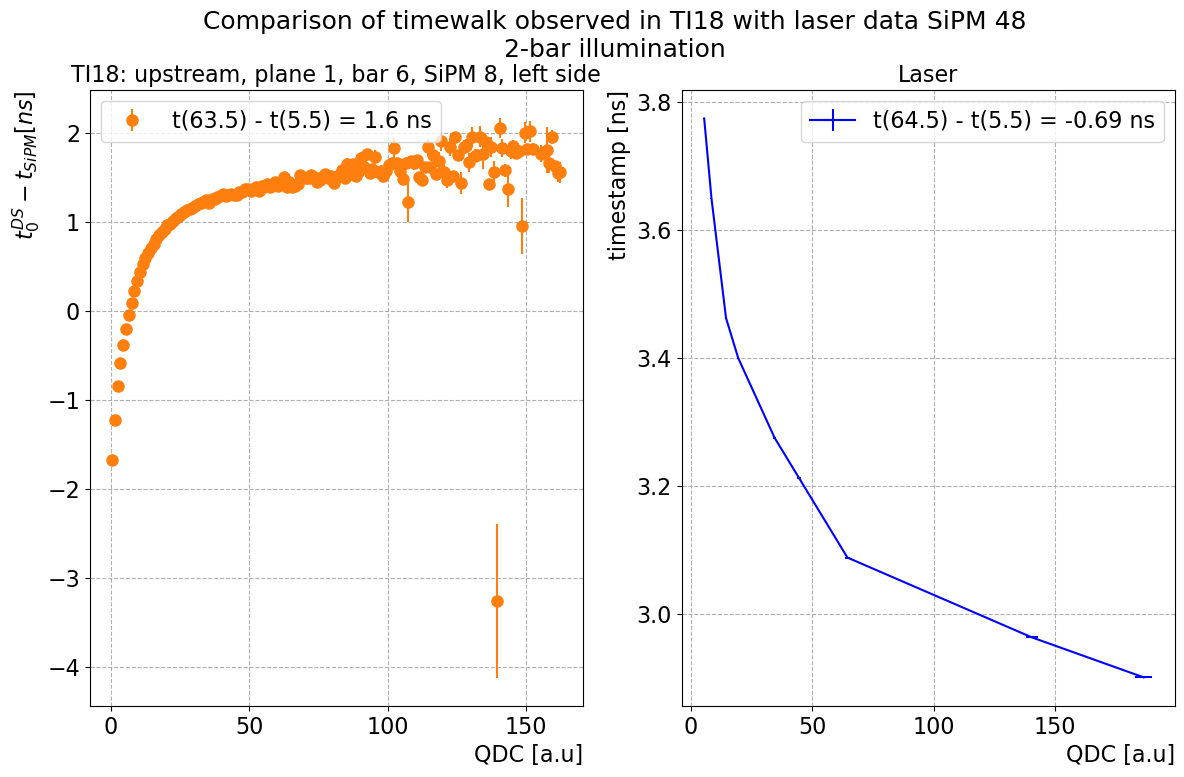 Comparison of timewalk observed in TI18 with laser data SiPM 48
2-bar illumination
TI18: upstream, plane 1, bar 6, SiPM 8, left side
t(63.5) - t(5.5) = 1.6 ns
t_0^{DS} - t_{SiPM}[ns]
2
1
0
−1
−2
−3
−4
0
50
100
150
QDC [a.u]
Laser
t(64.5) - t(5.5) = -0.69 ns
timestamp [ns]
3.8
3.6
3.4
3.2
3.0
0
50
100
150
QDC [a.u]